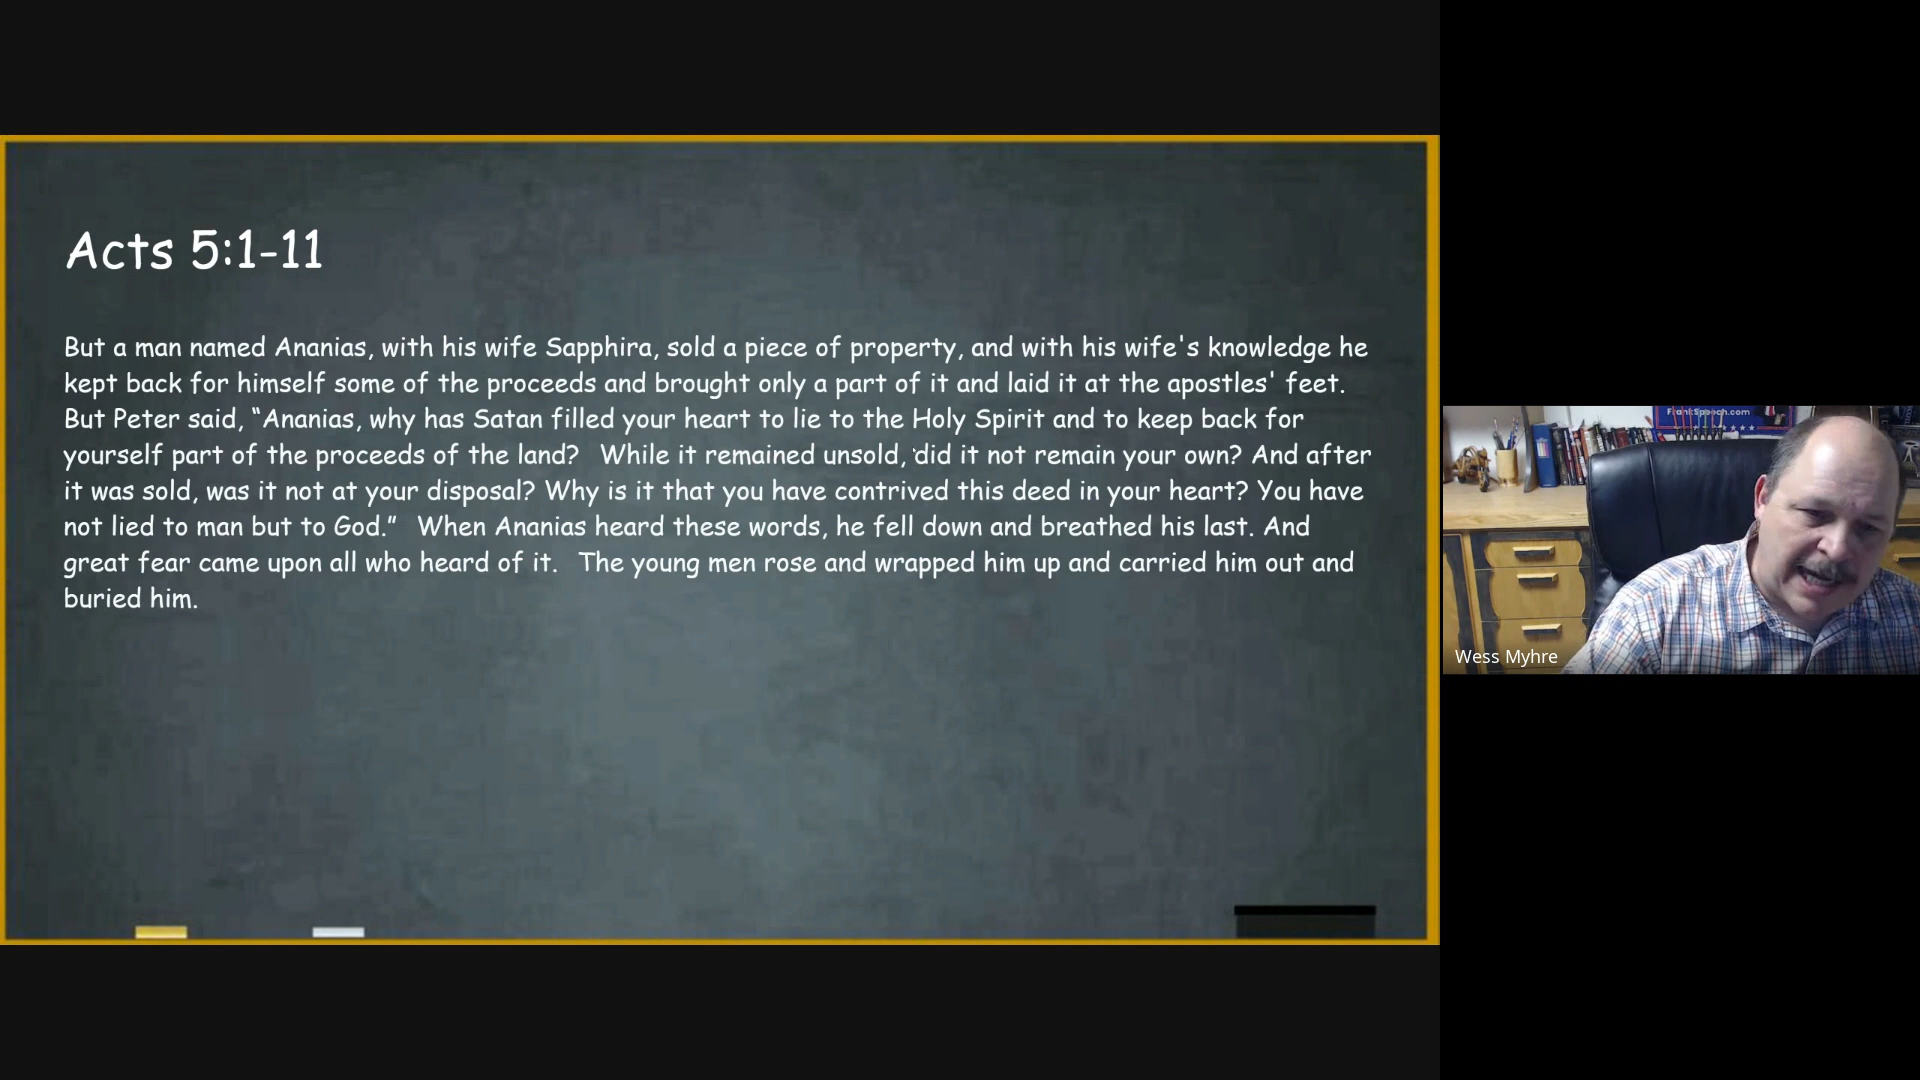 Acts 5:1-11
But a man named Ananias, with his wife Sapphira, sold a piece of property, and with his wife's knowledge he
kept back for himself some of the proceeds and brought only a part of it and laid it at the apostles' feet.
But Peter said, “Ananias, why has Satan filled your heart to lie to the Holy Spirit and to keep back for
yourself part of the proceeds of the land?  While it remained unsold, did it not remain your own? And after
it was sold, was it not at your disposal? Why is it that you have contrived this deed in your heart? You have
not lied to man but to God.”  When Ananias heard these words, he fell down and breathed his last. And
great fear came upon all who heard of it.  The young men rose and wrapped him up and carried him out and
buried him.
FrankSpeech.com
Wess Myhre